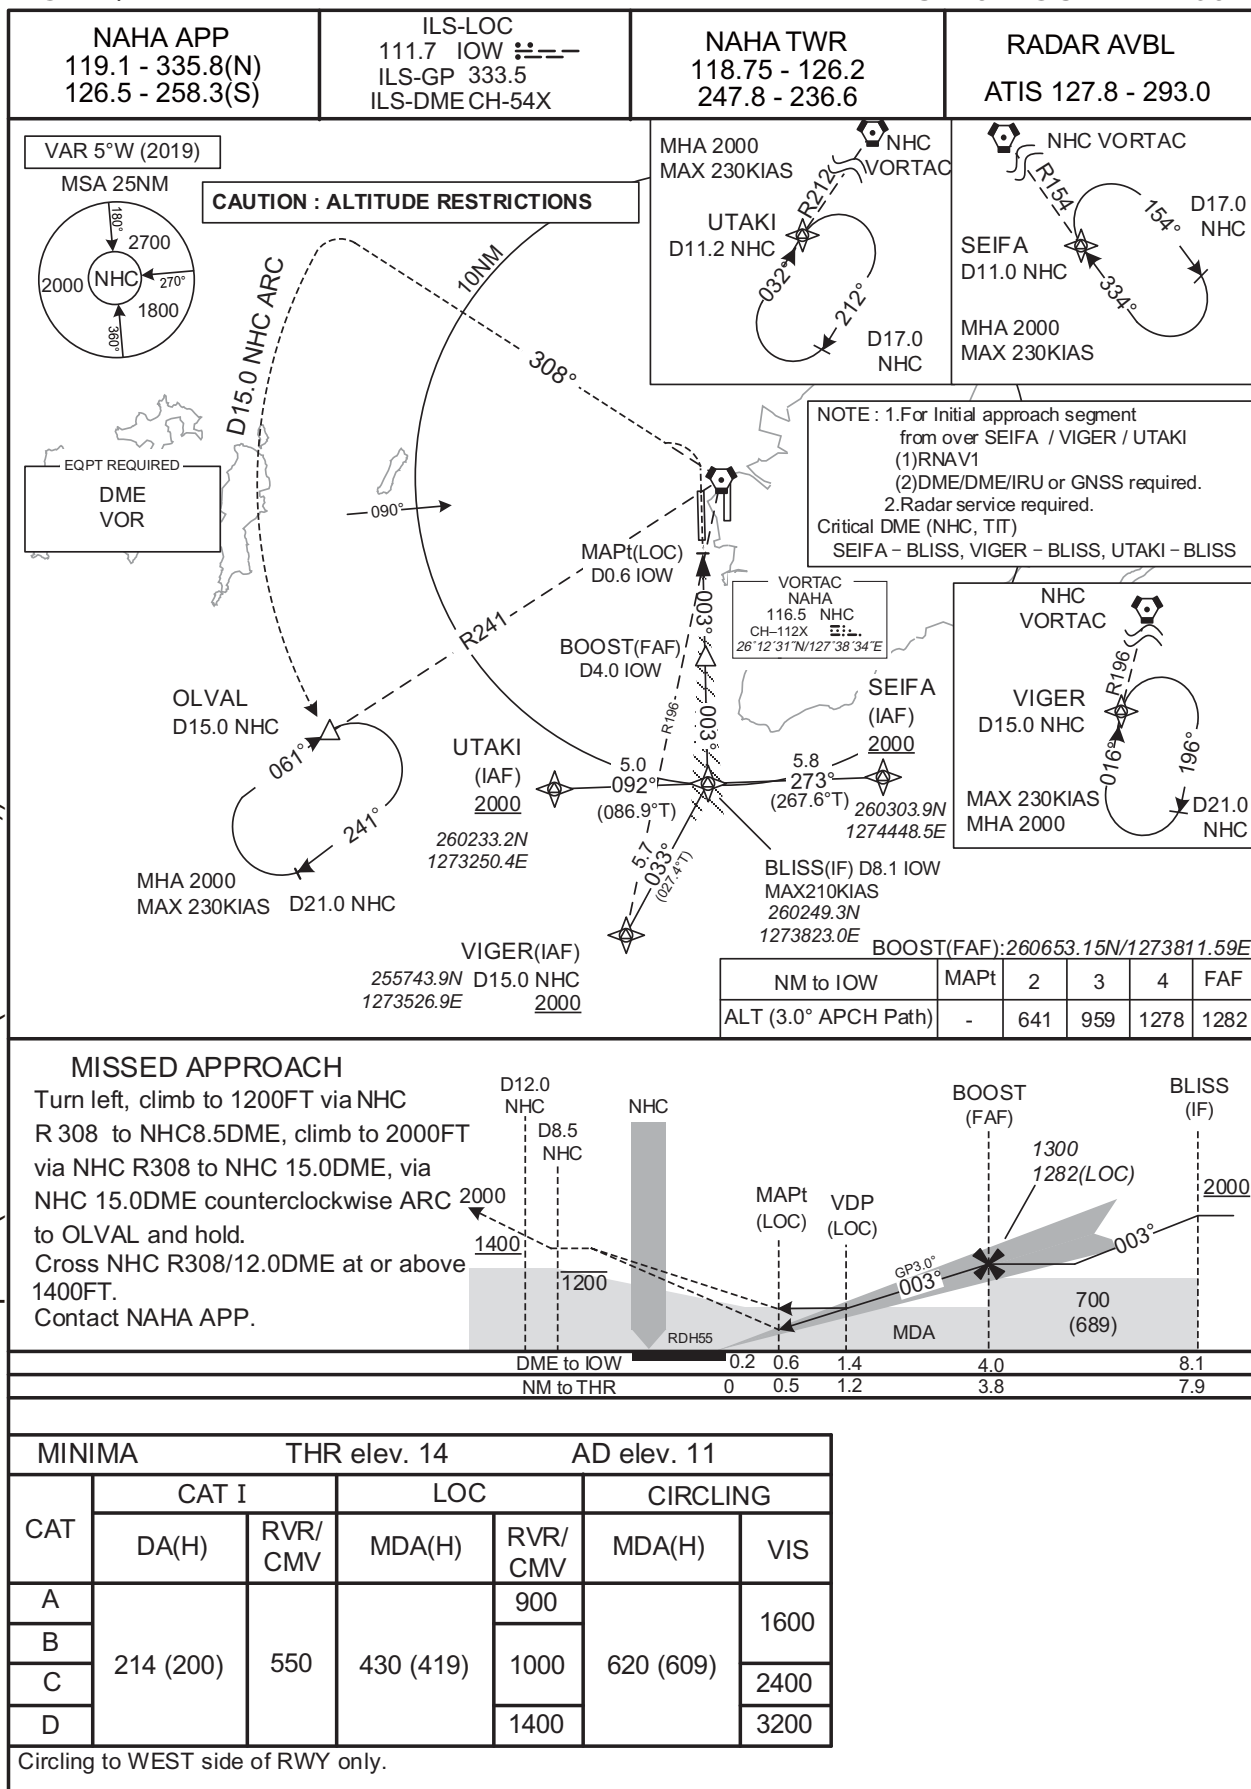 NAHA APP
119.1 - 335.8(N)
126.5 - 258.3(S)
ILS-LOC
111.7 IOW
ILS-GP 333.5
ILS-DME CH-54X
NAHA TWR
118.75 - 126.2
247.8 - 236.6
RADAR AVBL
ATIS 127.8 - 293.0
VAR 5°W (2019)
MSA 25NM
180°
2700
2000
NHC
270°
1800
360°
CAUTION : ALTITUDE RESTRICTIONS
10NM
D15.0 NHC ARC
308°
MHA 2000
MAX 230KIAS
NHC
VORTAC
R212
UTAKI
D11.2 NHC
032°
212°
D17.0
NHC
NHC VORTAC
R154
154°
D17.0
NHC
SEIFA
D11.0 NHC
334°
MHA 2000
MAX 230KIAS
NOTE : 1.For Initial approach segment
from over SEIFA / VIGER / UTAKI
(1)RNAV1
(2)DME/DME/IRU or GNSS required.
2.Radar service required.
Critical DME (NHC, TIT)
SEIFA – BLISS, VIGER – BLISS, UTAKI – BLISS
EQPT REQUIRED
DME
VOR
090°
MAPt(LOC)
D0.6 IOW
003°
VORTAC
NAHA
116.5 NHC
CH–112X
26°12′31″N/127°38′34″E
R241
BOOST(FAF)
D4.0 IOW
R196
003°
OLVAL
D15.0 NHC
061°
241°
MHA 2000
MAX 230KIAS
D21.0 NHC
UTAKI
(IAF)
2000
260233.2N
1273250.4E
5.0
092°
(086.9°T)
5.8
273°
(267.6°T)
SEIFA
(IAF)
2000
260303.9N
1274448.5E
5.7
033°
(027.4°T)
BLISS(IF) D8.1 IOW
MAX210KIAS
260249.3N
1273823.0E
VIGER(IAF)
D15.0 NHC
2000
255743.9N
1273526.9E
NHC
VORTAC
R196
VIGER
D15.0 NHC
016°
196°
MAX 230KIAS
MHA 2000
D21.0
NHC
BOOST(FAF):260653.15N/1273811.59E
NM to IOW MAPt 2 3 4 FAF
ALT (3.0° APCH Path) - 641 959 1278 1282
MISSED APPROACH
Turn left, climb to 1200FT via NHC
R 308 to NHC8.5DME, climb to 2000FT
via NHC R308 to NHC 15.0DME, via
NHC 15.0DME counterclockwise ARC
to OLVAL and hold.
Cross NHC R308/12.0DME at or above
1400FT.
Contact NAHA APP.
D12.0
NHC
D8.5
NHC
NHC
2000
1400
1200
MAPt
(LOC)
VDP
(LOC)
BOOST
(FAF)
BLISS
(IF)
1300
1282(LOC)
2000
GP3.0°
003°
003°
RDH55
MDA
700
(689)
DME to IOW 0.2 0.6 1.4 4.0 8.1
NM to THR 0 0.5 1.2 3.8 7.9
MINIMA THR elev. 14 AD elev. 11
CAT
CAT I LOC CIRCLING
DA(H) RVR/CMV MDA(H) RVR/CMV MDA(H) VIS
A 900
B 1600
214 (200) 550 430 (419) 1000 620 (609)
C 2400
D 1400 3200
Circling to WEST side of RWY only.